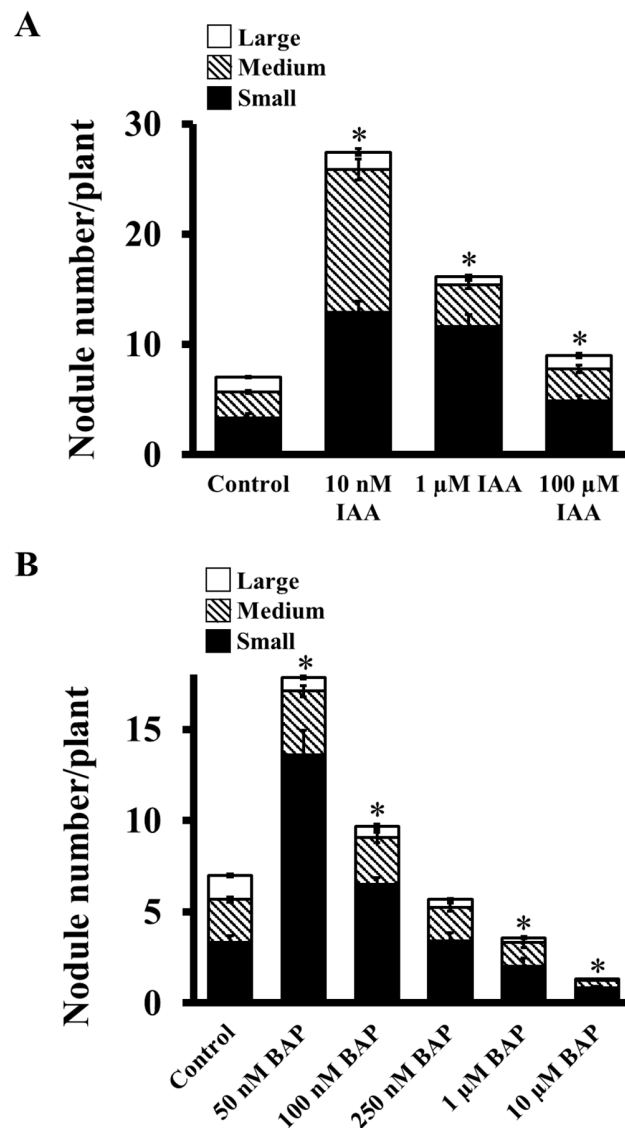 A
Large
Medium
Small
Nodule number/plant
30
20
10
0
Control
10 nM
IAA
1 µM IAA
100 µM
IAA
*
*
*
B
Large
Medium
Small
Nodule number/plant
15
10
5
0
Control
50 nM BAP
100 nM BAP
250 nM BAP
1 µM BAP
10 µM BAP
*
*
*
*